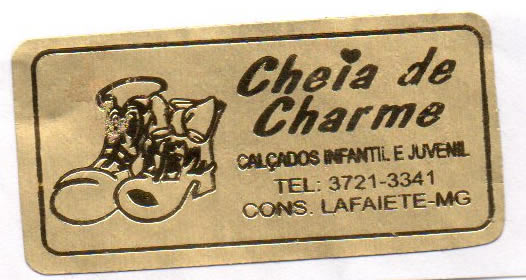 Cheia de
Charme
CALÇADOS INFANTIL E JUVENIL
TEL: 3721-3341
CONS. LAFAIETE-MG